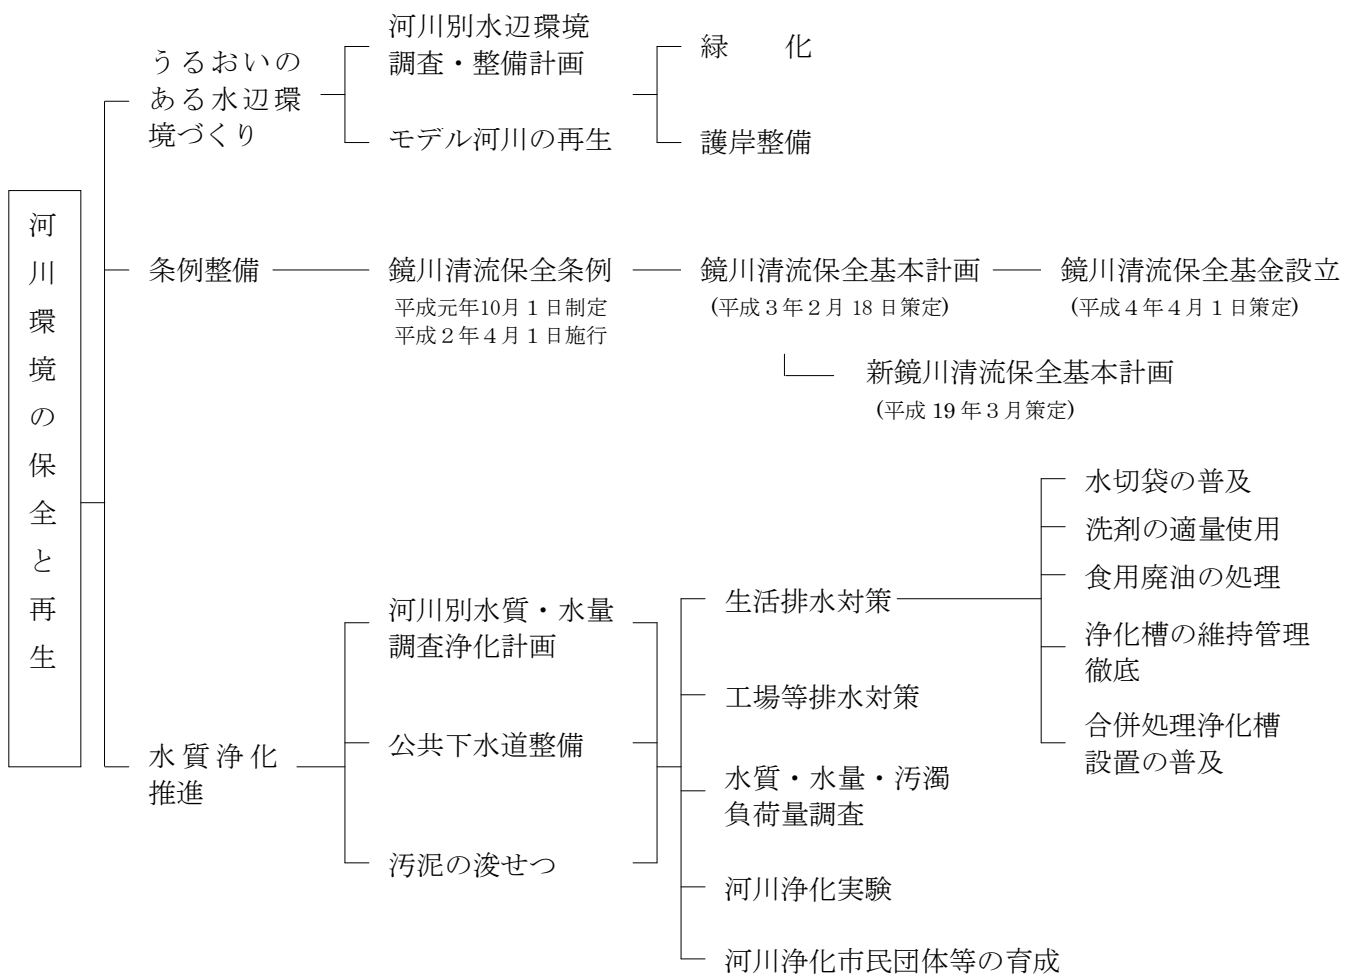 河川環境の保全と再生
うるおいの
ある水辺環
境づくり
河川別水辺環境
調査・整備計画
モデル河川の再生
緑　　化
護岸整備
条例整備
鏡川清流保全条例
平成元年10月１日制定
平成２年４月１日施行
鏡川清流保全基本計画
(平成３年２月 18 日策定)
鏡川清流保全基金設立
(平成４年４月１日策定)
新鏡川清流保全基本計画
(平成 19 年３月策定)
水質浄化
推進
河川別水質・水量
調査浄化計画
公共下水道整備
汚泥の浚せつ
生活排水対策
工場等排水対策
水質・水量・汚濁
負荷量調査
河川浄化実験
河川浄化市民団体等の育成
水切袋の普及
洗剤の適量使用
食用廃油の処理
浄化槽の維持管理
徹底
合併処理浄化槽
設置の普及